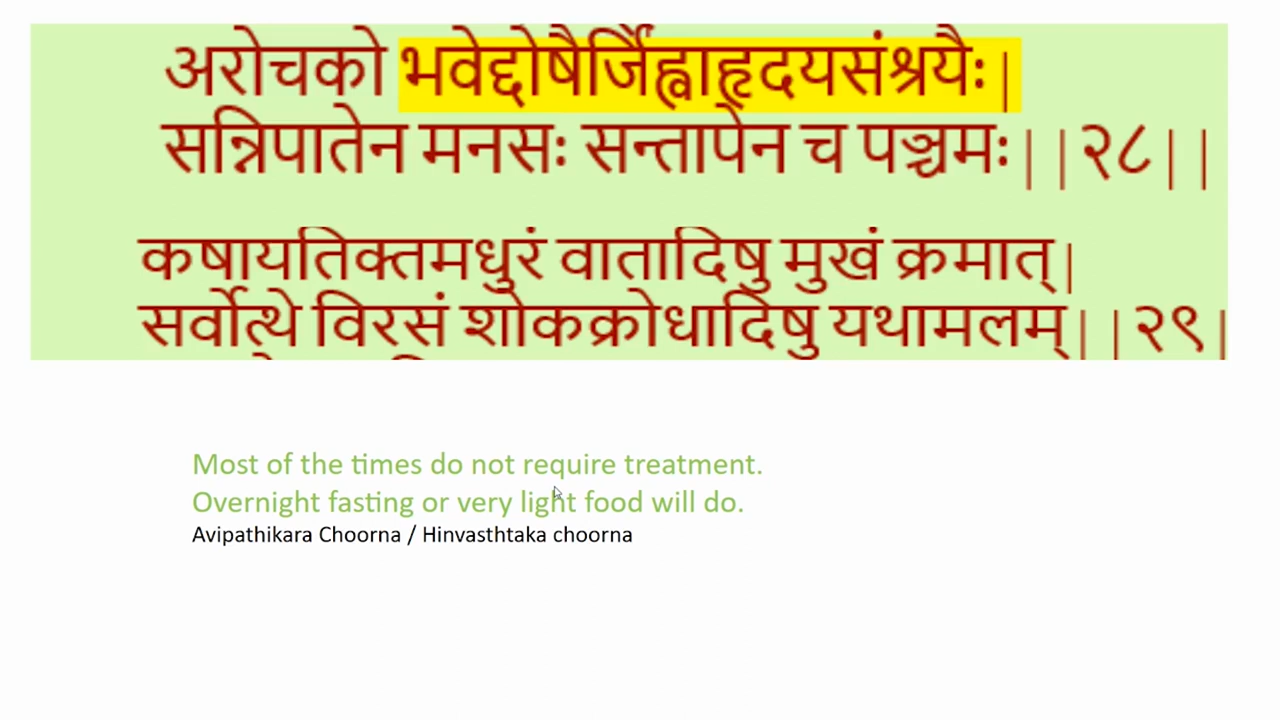 अरोचको भवेद्दोषैर्जिह्वाहृदयसंश्रयैः|
सन्निपातेन मनसः सन्तापेन च पञ्चमः||२८||
कषायतिक्तमधुरं वातादिषु मुखं क्रमात्|
सर्वोत्थे विरसं शोकक्रोधादिषु यथामलम्||२९|
Most of the times do not require treatment.
Overnight fasting or very light food will do.
Avipathikara Choorna / Hinvasthtaka choorna